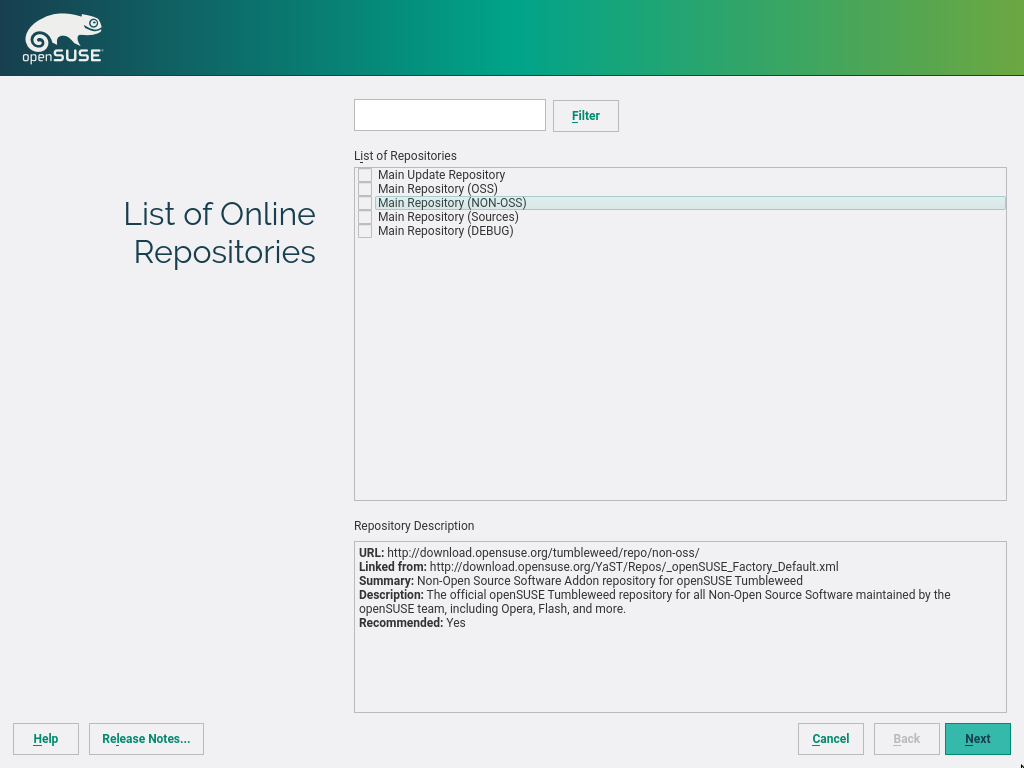 openSUSE
Filter
List of Repositories
Main Update Repository
Main Repository (OSS)
Main Repository (NON-OSS)
Main Repository (Sources)
Main Repository (DEBUG)
List of Online
Repositories
Repository Description
URL: http://download.opensuse.org/tumbleweed/repo/non-oss/
Linked from: http://download.opensuse.org/YaST/Repos/_openSUSE_Factory_Default.xml
Summary: Non-Open Source Software Addon repository for openSUSE Tumbleweed
Description: The official openSUSE Tumbleweed repository for all Non-Open Source Software maintained by the
openSUSE team, including Opera, Flash, and more.
Recommended: Yes
Help
Release Notes...
Cancel
Back
Next